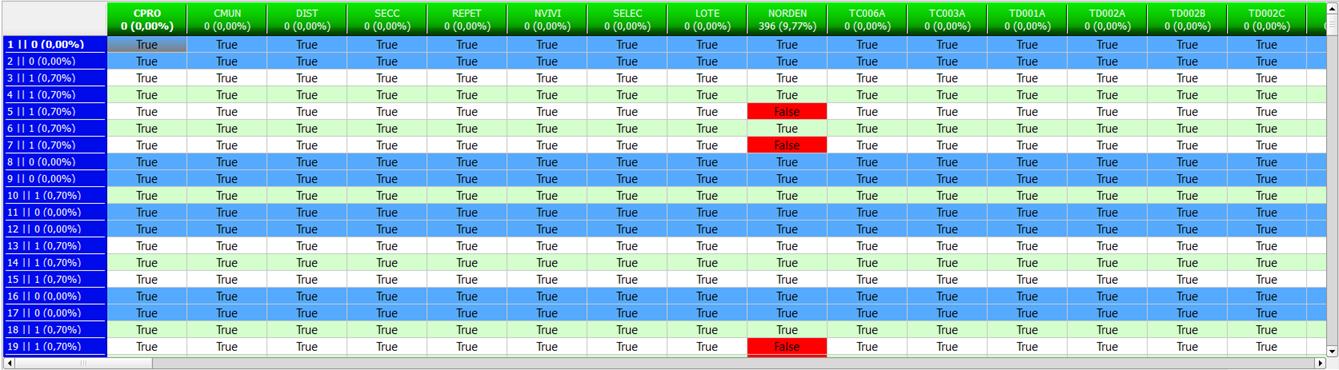 CPRO CMUN DIST SECC REPET NVIVI SELEC LOTE NORDEN TC006A TC003A TD001A TD002A TD002B TD002C
0 (0,00%) 0 (0,00%) 0 (0,00%) 0 (0,00%) 0 (0,00%) 0 (0,00%) 0 (0,00%) 0 (0,00%) 396 (9,77%) 0 (0,00%) 0 (0,00%) 0 (0,00%) 0 (0,00%) 0 (0,00%) 0 (0,00%)
1 || 0 (0,00%) True True True True True True True True True True True True True True True
2 || 0 (0,00%) True True True True True True True True True True True True True True True
3 || 1 (0,70%) True True True True True True True True True True True True True True True
4 || 1 (0,70%) True True True True True True True True True True True True True True True
5 || 1 (0,70%) True True True True True True True True False True True True True True True
6 || 1 (0,70%) True True True True True True True True True True True True True True True
7 || 1 (0,70%) True True True True True True True True False True True True True True True
8 || 0 (0,00%) True True True True True True True True True True True True True True True
9 || 0 (0,00%) True True True True True True True True True True True True True True True
10 || 1 (0,70%) True True True True True True True True True True True True True True True
11 || 0 (0,00%) True True True True True True True True True True True True True True True
12 || 0 (0,00%) True True True True True True True True True True True True True True True
13 || 1 (0,70%) True True True True True True True True True True True True True True True
14 || 1 (0,70%) True True True True True True True True True True True True True True True
15 || 1 (0,70%) True True True True True True True True True True True True True True True
16 || 0 (0,00%) True True True True True True True True True True True True True True True
17 || 0 (0,00%) True True True True True True True True True True True True True True True
18 || 1 (0,70%) True True True True True True True True True True True True True True True
19 || 1 (0,70%) True True True True True True True True False True True True True True True